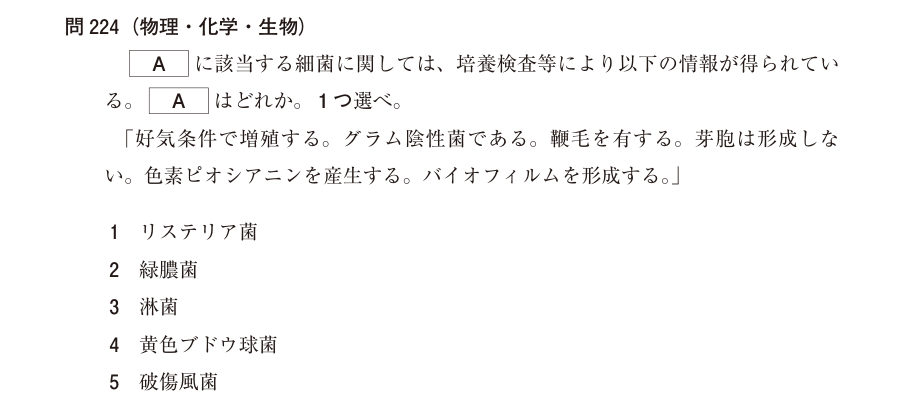 問 224（物理・化学・生物）
A に該当する細菌に関しては、培養検査等により以下の情報が得られてい
る。 A はどれか。1つ選べ。
「好気条件で増殖する。グラム陰性菌である。鞭毛を有する。芽胞は形成しな
い。色素ピオシアニンを産生する。バイオフィルムを形成する。」
1 リステリア菌
2 緑膿菌
3 淋菌
4 黄色ブドウ球菌
5 破傷風菌